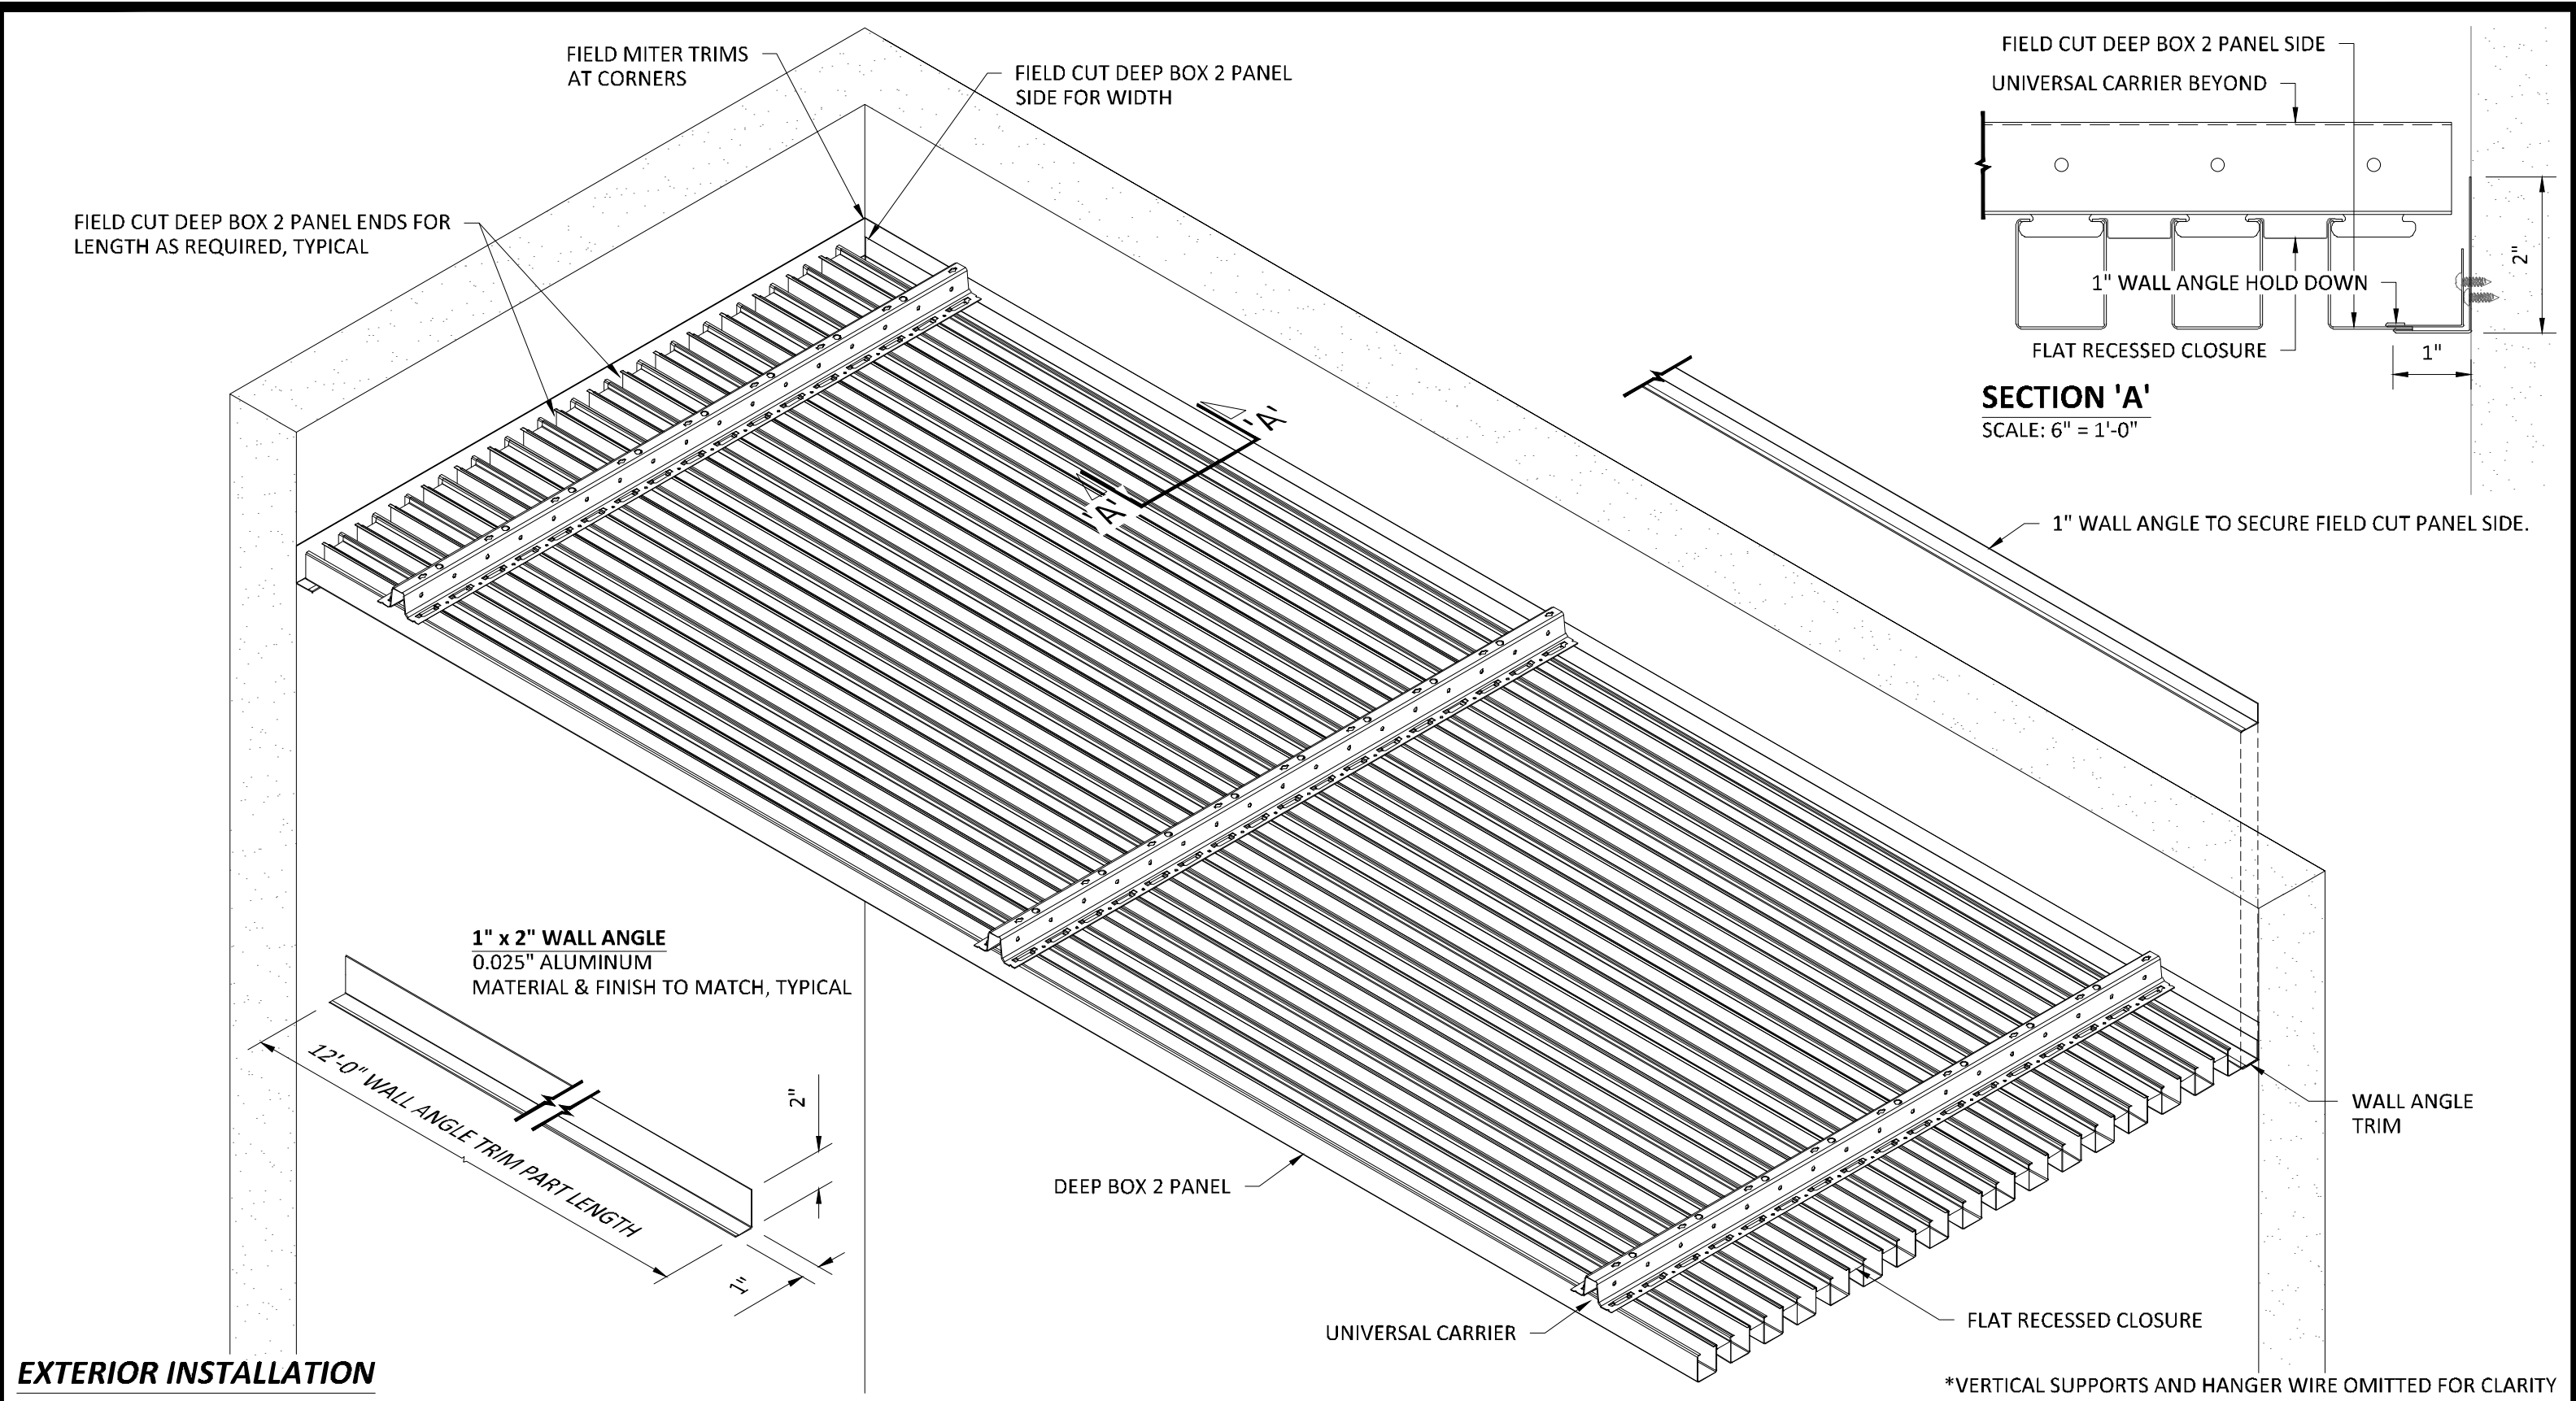 FIELD MITER TRIMS
AT CORNERS
FIELD CUT DEEP BOX 2 PANEL
SIDE FOR WIDTH
FIELD CUT DEEP BOX 2 PANEL ENDS FOR
LENGTH AS REQUIRED, TYPICAL
'A'
'A'
FIELD CUT DEEP BOX 2 PANEL SIDE
UNIVERSAL CARRIER BEYOND
2"
1" WALL ANGLE HOLD DOWN
FLAT RECESSED CLOSURE
1"
SECTION 'A'
SCALE: 6" = 1'-0"
1" WALL ANGLE TO SECURE FIELD CUT PANEL SIDE.
1" x 2" WALL ANGLE
0.025" ALUMINUM
MATERIAL & FINISH TO MATCH, TYPICAL
12'-0" WALL ANGLE TRIM PART LENGTH
2"
1"
WALL ANGLE
TRIM
DEEP BOX 2 PANEL
UNIVERSAL CARRIER
FLAT RECESSED CLOSURE
EXTERIOR INSTALLATION
*VERTICAL SUPPORTS AND HANGER WIRE OMITTED FOR CLARITY